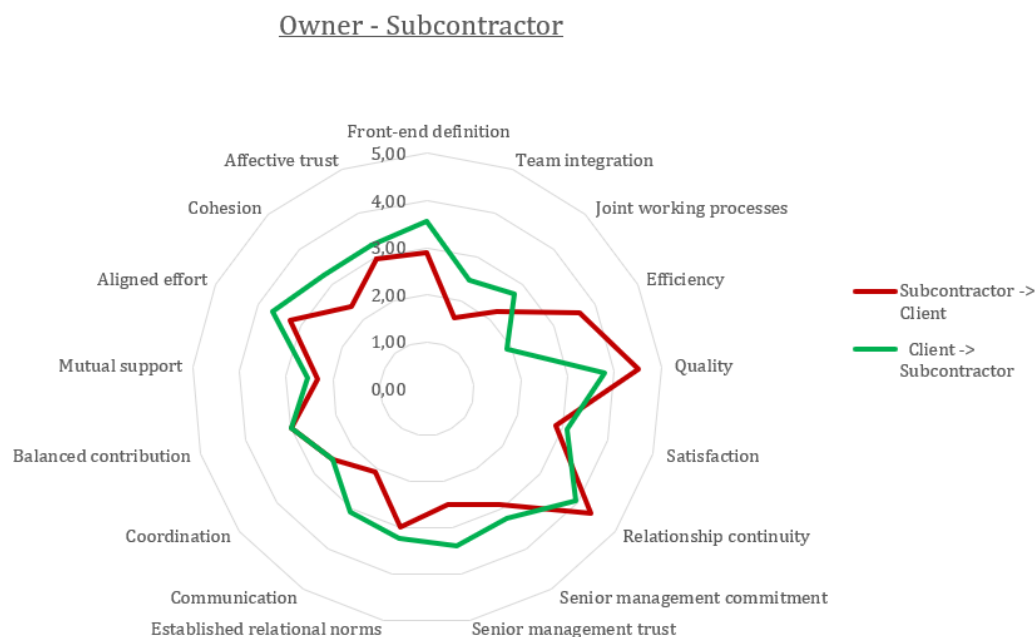 Owner - Subcontractor
Front-end definition
5,00
Affective trust
Team integration
4,00
Cohesion
Joint working processes
3,00
Aligned effort
Efficiency
2,00
Subcontractor ->
Client
1,00
Client ->
Subcontractor
Mutual support
Quality
0,00
Balanced contribution
Satisfaction
Coordination
Relationship continuity
Communication
Senior management commitment
Established relational norms
Senior management trust